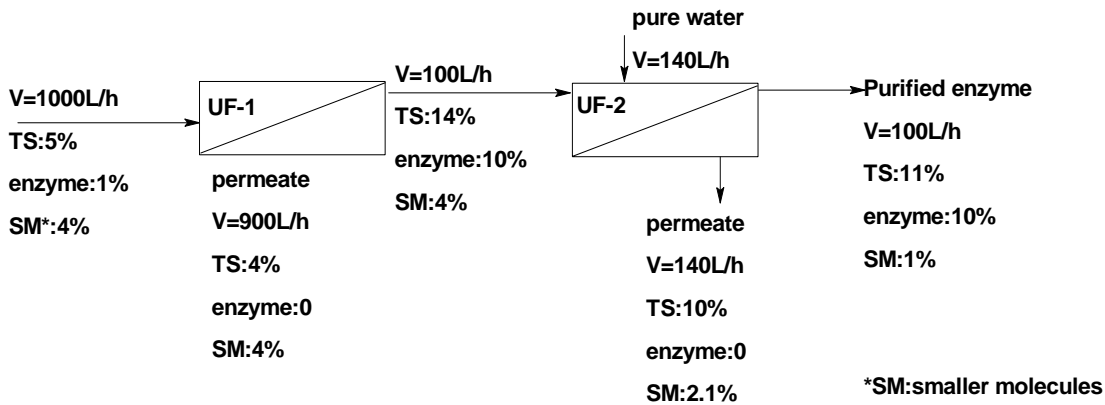 pure water
V=140L/h
V=1000L/h
TS:5%
enzyme:1%
SM*:4%
UF-1
permeate
V=900L/h
TS:4%
enzyme:0
SM:4%
V=100L/h
TS:14%
enzyme:10%
SM:4%
UF-2
permeate
V=140L/h
TS:10%
enzyme:0
SM:2.1%
Purified enzyme
V=100L/h
TS:11%
enzyme:10%
SM:1%
*SM:smaller molecules